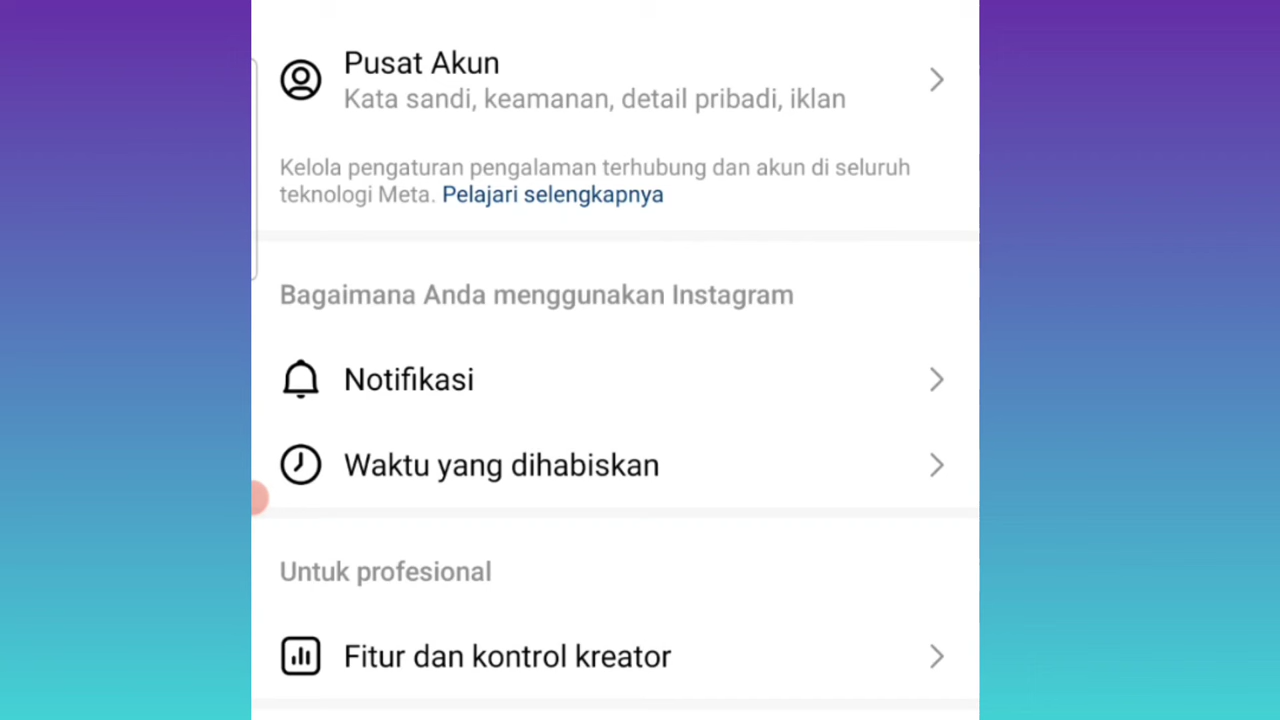 Pusat Akun
Kata sandi, keamanan, detail pribadi, iklan
Kelola pengaturan pengalaman terhubung dan akun di seluruh
teknologi Meta. Pelajari selengkapnya
Bagaimana Anda menggunakan Instagram
Notifikasi
Waktu yang dihabiskan
Untuk profesional
Fitur dan kontrol kreator